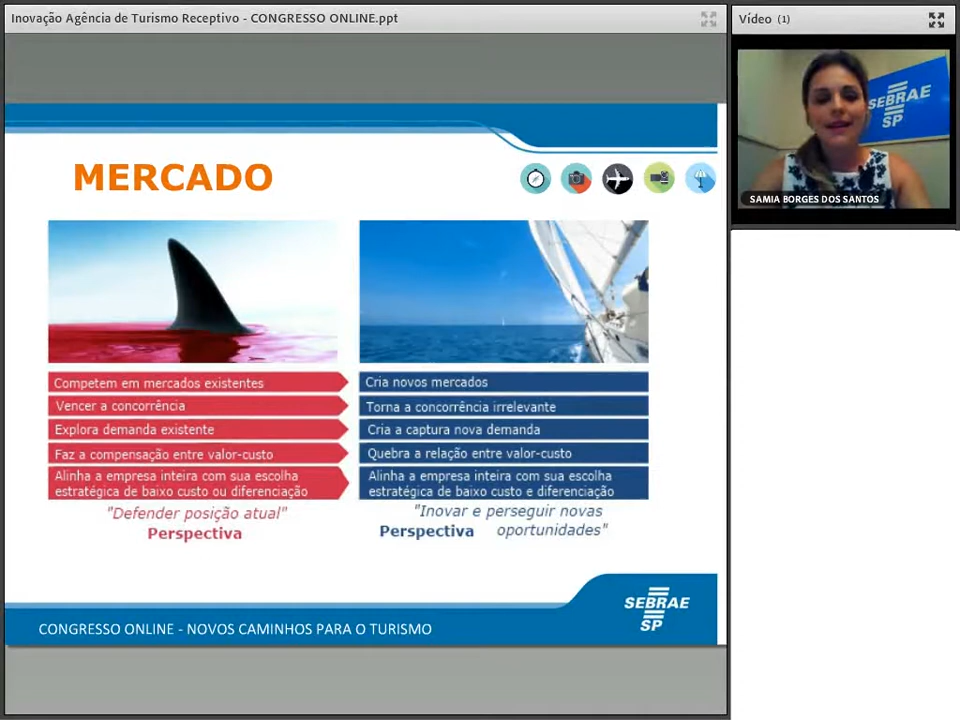 Inovação Agência de Turismo Receptivo - CONGRESSO ONLINE.ppt
Vídeo (1)
SEBRAE
SP
SAMIA BORGES DOS SANTOS
MERCADO
Competem em mercados existentes
Vencer a concorrência
Explora demanda existente
Faz a compensação entre valor-custo
Alinha a empresa inteira com sua escolha
estratégica de baixo custo ou diferenciação
"Defender posição atual"
Perspectiva
Cria novos mercados
Torna a concorrência irrelevante
Cria a captura nova demanda
Quebra a relação entre valor-custo
Alinha a empresa inteira com sua escolha
estratégica de baixo custo e diferenciação
"Inovar e perseguir novas
Perspectiva oportunidades"
CONGRESSO ONLINE - NOVOS CAMINHOS PARA O TURISMO
SEBRAE
SP